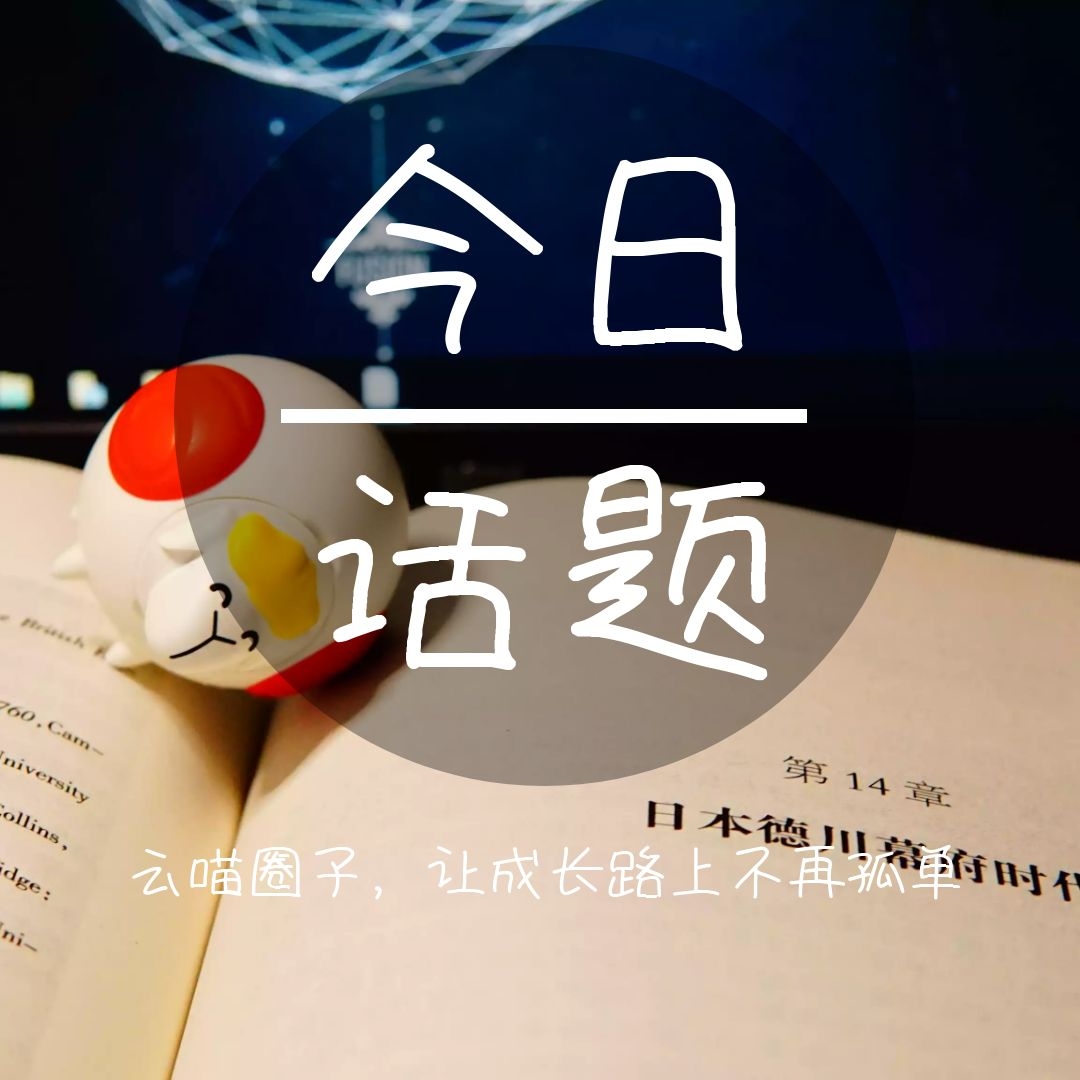 今日
话题
e British
760, Cam-
University
Collins,
idge:
Uni-
第 14 章
日本德川幕府时代
云喵圈子，让成长路上不再孤单